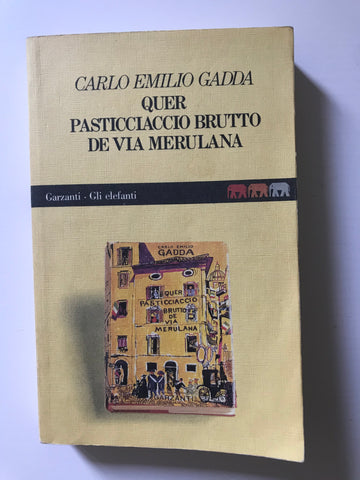 CARLO EMILIO GADDA
QUER
PASTICCIACCIO BRUTTO
DE VIA MERULANA
Garzanti - Gli elefanti
CARLO EMILIO
GADDA
QUER
PASTICCIACCIO
BRUTTO
DE
VIA
MERULANA
GARZANTI